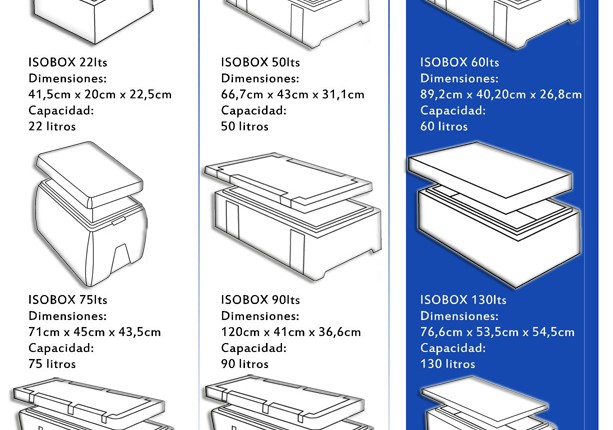 ISOBOX 22lts
Dimensiones:
41,5cm x 20cm x 22,5cm
Capacidad:
22 litros
ISOBOX 50lts
Dimensiones:
66,7cm x 43cm x 31,1cm
Capacidad:
50 litros
ISOBOX 60lts
Dimensiones:
89,2cm x 40,20cm x 26,8cm
Capacidad:
60 litros
ISOBOX 75lts
Dimensiones:
71cm x 45cm x 43,5cm
Capacidad:
75 litros
ISOBOX 90lts
Dimensiones:
120cm x 41cm x 36,6cm
Capacidad:
90 litros
ISOBOX 130lts
Dimensiones:
76,6cm x 53,5cm x 54,5cm
Capacidad:
130 litros